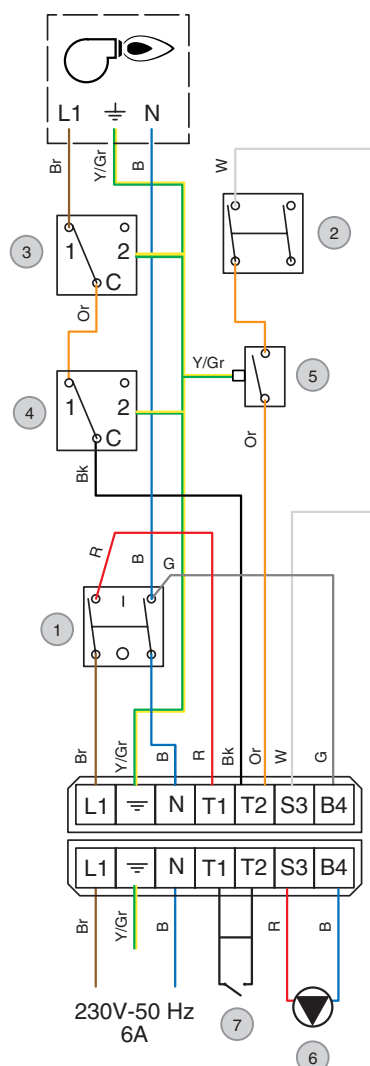 L1 ⏚ N
Br Y/Gr B W
2
3 1 2
C
Or
Y/Gr
5
4 1 2
C
Or
Bk
R B G
I
1
O
Br Y/Gr B R Bk Or W G
L1 ⏚ N T1 T2 S3 B4
L1 ⏚ N T1 T2 S3 B4
Br Y/Gr B R B
230V-50 Hz
6A
7
6